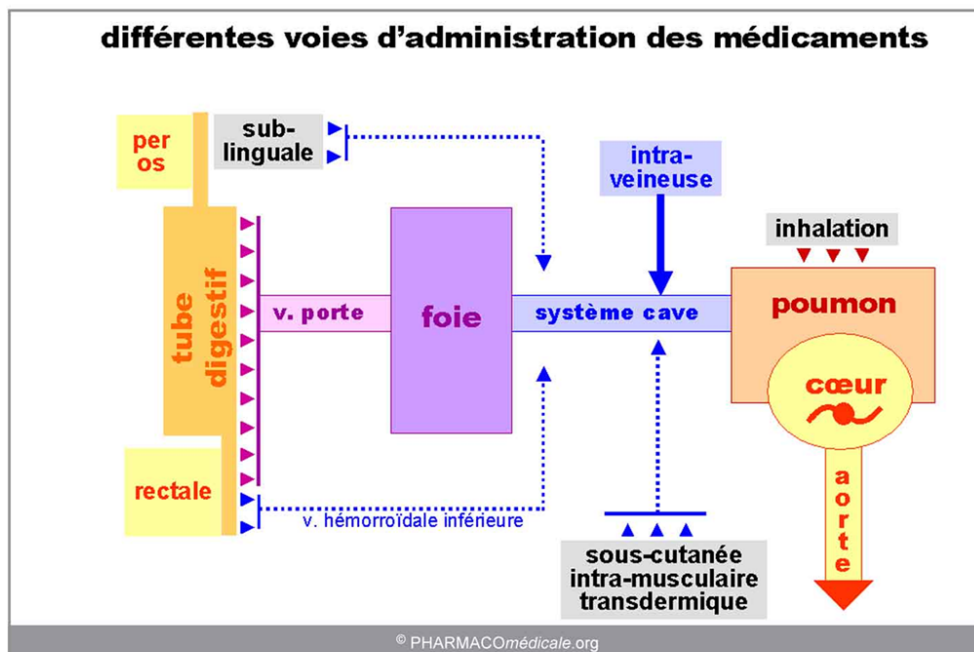 différentes voies d'administration des médicaments
per
os
sub-
linguale
intra-
veineuse
inhalation
tube
digestif
v. porte
foie
système cave
poumon
cœur
rectale
v. hémorroïdale inférieure
aorte
sous-cutanée
intra-musculaire
transdermique
© PHARMACOmédicale.org